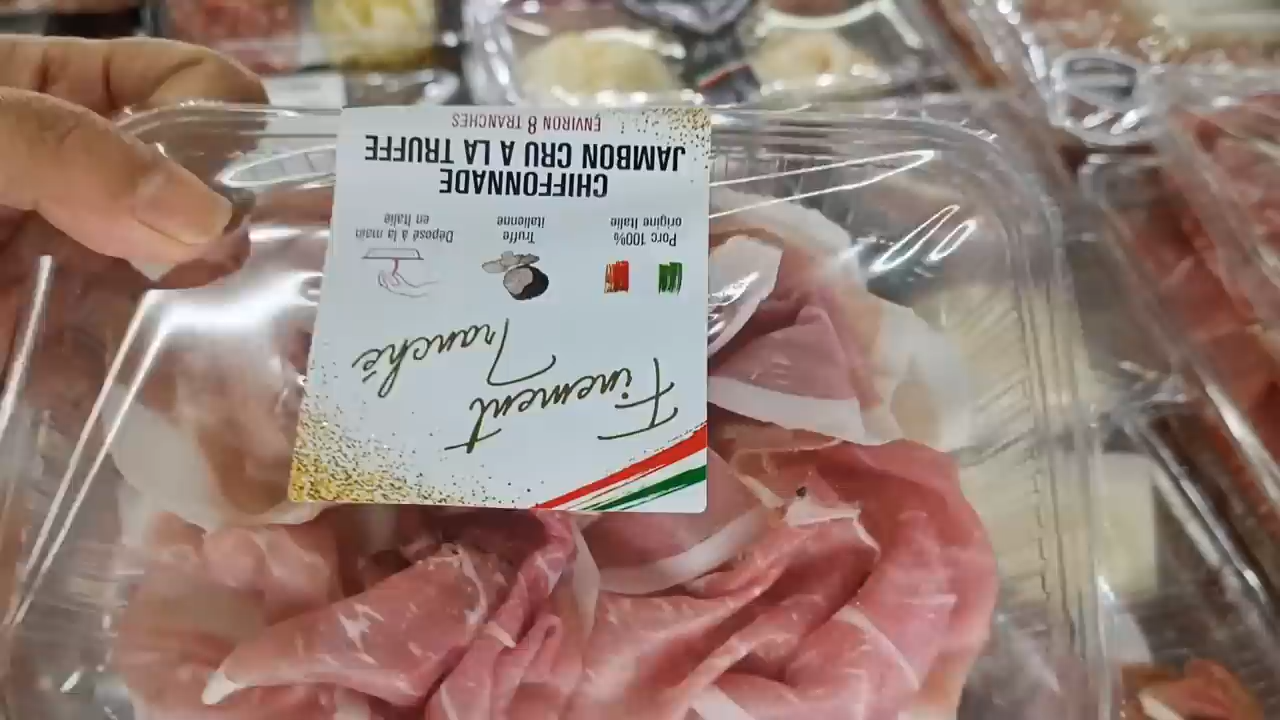 Finement
Tranché
Porc 100%
origine Italie
Truffe
italienne
Déposé à la main
en Italie
CHIFFONNADE
JAMBON CRU A LA TRUFFE
ENVIRON 8 TRANCHES